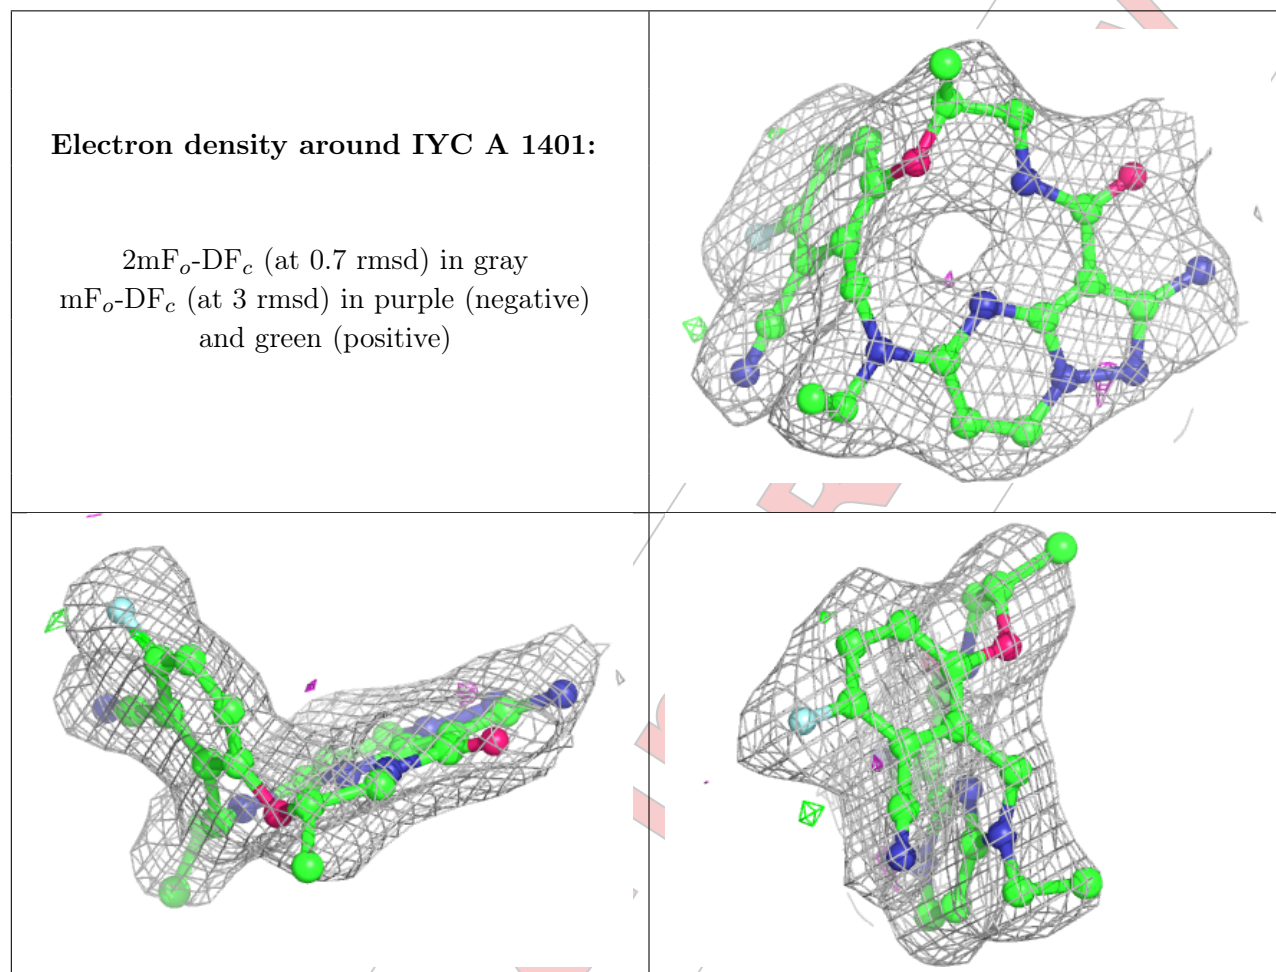 Electron density around IYC A 1401:
2mFo-DFc (at 0.7 rmsd) in gray
mFo-DFc (at 3 rmsd) in purple (negative)
and green (positive)